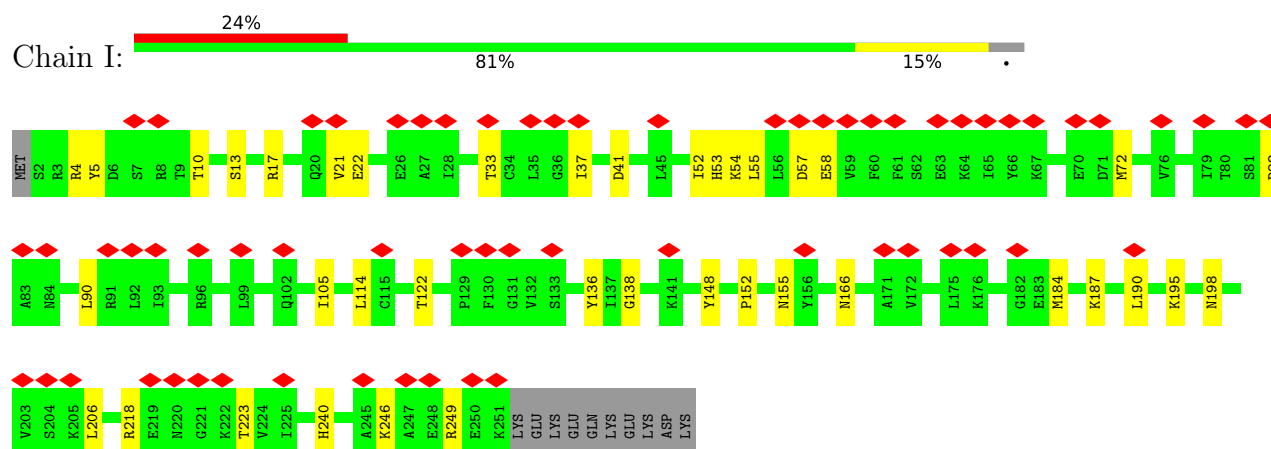 24%
Chain I:
81%
15%
•
MET S2 R3 R4 Y5 D6 S7 R8 T9 T10 S13 R17 Q20 V21 E22 E26 A27 I28 T33 C34 L35 G36 I37 D41 L45 I52 H53 K54 L55 L56 D57 E58 V59 F60 F61 S62 E63 K64 I65 Y66 K67 E70 D71 M72 V76 I79 T80 S81
A83 N84 L90 R91 L92 I93 R96 L99 Q102 I105 L114 C115 T122 P129 F130 G131 V132 S133 Y136 I137 G138 K141 Y148 P152 N155 Y156 N166 A171 V172 L175 K176 G182 E183 M184 K187 L190 K195 N198
V203 S204 K205 L206 R218 E219 N220 G221 K222 T223 V224 I225 H240 A245 K246 A247 E248 R249 E250 K251 LYS GLU LYS GLU GLN LYS GLU LYS ASP LYS